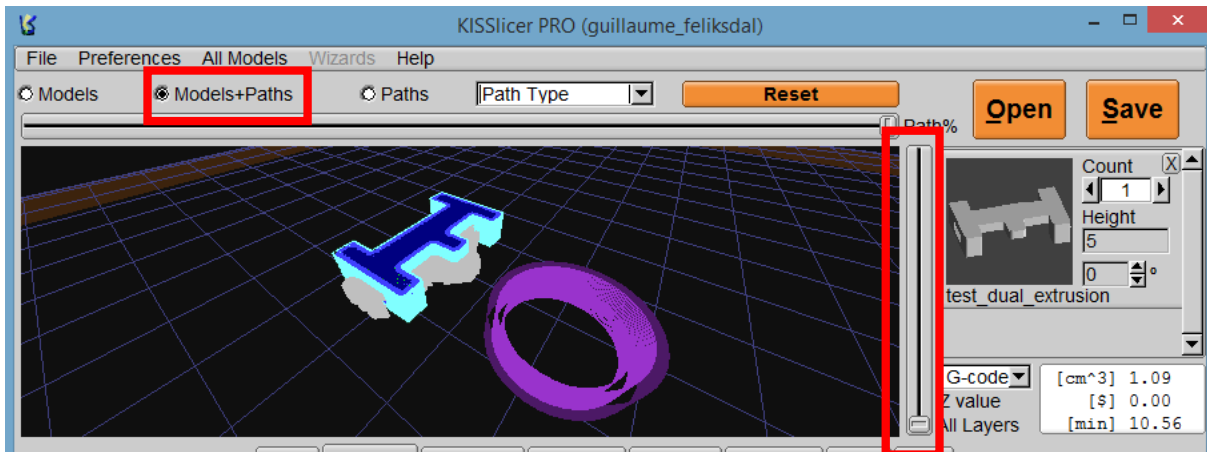 KISSlicer PRO (guillaume_feliksdal)
File Preferences All Models Wizards Help
Models Models+Paths Paths Path Type Reset
Path%
Open Save
Count X
1
Height
5
0 °
test_dual_extrusion
G-code
Z value
All Layers
[cm^3] 1.09
[$] 0.00
[min] 10.56